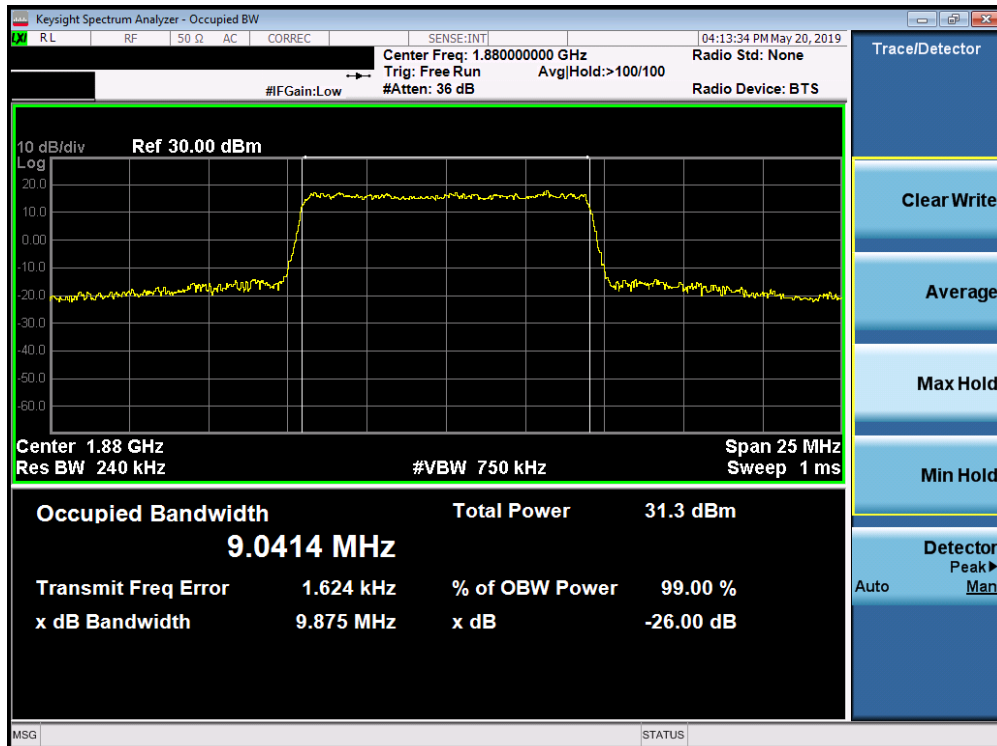 Keysight Spectrum Analyzer - Occupied BW
LXI RL RF 50 Ω AC CORREC SENSE:INT 04:13:34 PM May 20, 2019
Center Freq: 1.880000000 GHz Radio Std: None
Trig: Free Run Avg|Hold:>100/100
#IFGain:Low #Atten: 36 dB Radio Device: BTS
10 dB/div Ref 30.00 dBm
Log
20.0
10.0
0.00
-10.0
-20.0
-30.0
-40.0
-50.0
-60.0
Center 1.88 GHz Span 25 MHz
Res BW 240 kHz #VBW 750 kHz Sweep 1 ms
Occupied Bandwidth Total Power 31.3 dBm
9.0414 MHz
Transmit Freq Error 1.624 kHz % of OBW Power 99.00 %
x dB Bandwidth 9.875 MHz x dB -26.00 dB
MSG STATUS
Trace/Detector
Clear Write
Average
Max Hold
Min Hold
Detector
Peak▶
Auto Man